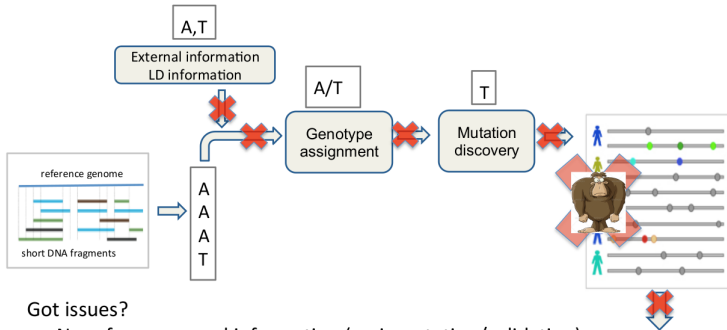 A,T
External information
LD information
A/T
T
Genotype
assignment
Mutation
discovery
reference genome
short DNA fragments
A
A
A
T
Got issues?